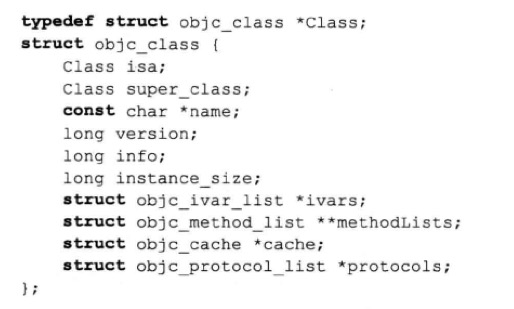 typedef struct objc_class *Class;
struct objc_class {
    Class isa;
    Class super_class;
    const char *name;
    long version;
    long info;
    long instance_size;
    struct objc_ivar_list *ivars;
    struct objc_method_list **methodLists;
    struct objc_cache *cache;
    struct objc_protocol_list *protocols;
};